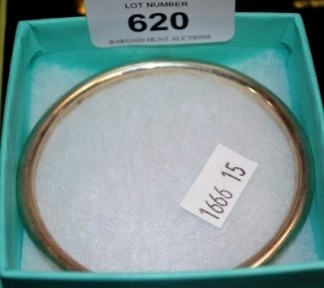 LOT NUMBER
620
BARGAIN HUNT AUCTIONS
1666 15